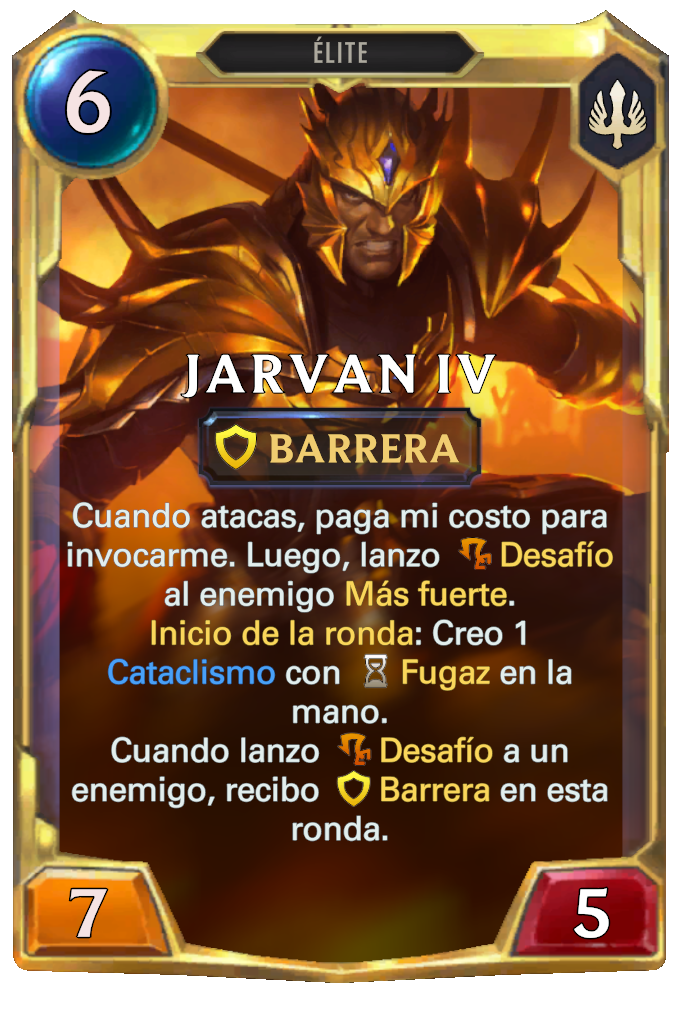 ÉLITE
6
JARVAN IV
BARRERA
Cuando atacas, paga mi costo para
invocarme. Luego, lanzo Desafío
al enemigo Más fuerte.
Inicio de la ronda: Creo 1
Cataclismo con Fugaz en la
mano.
Cuando lanzo Desafío a un
enemigo, recibo Barrera en esta
ronda.
7
5